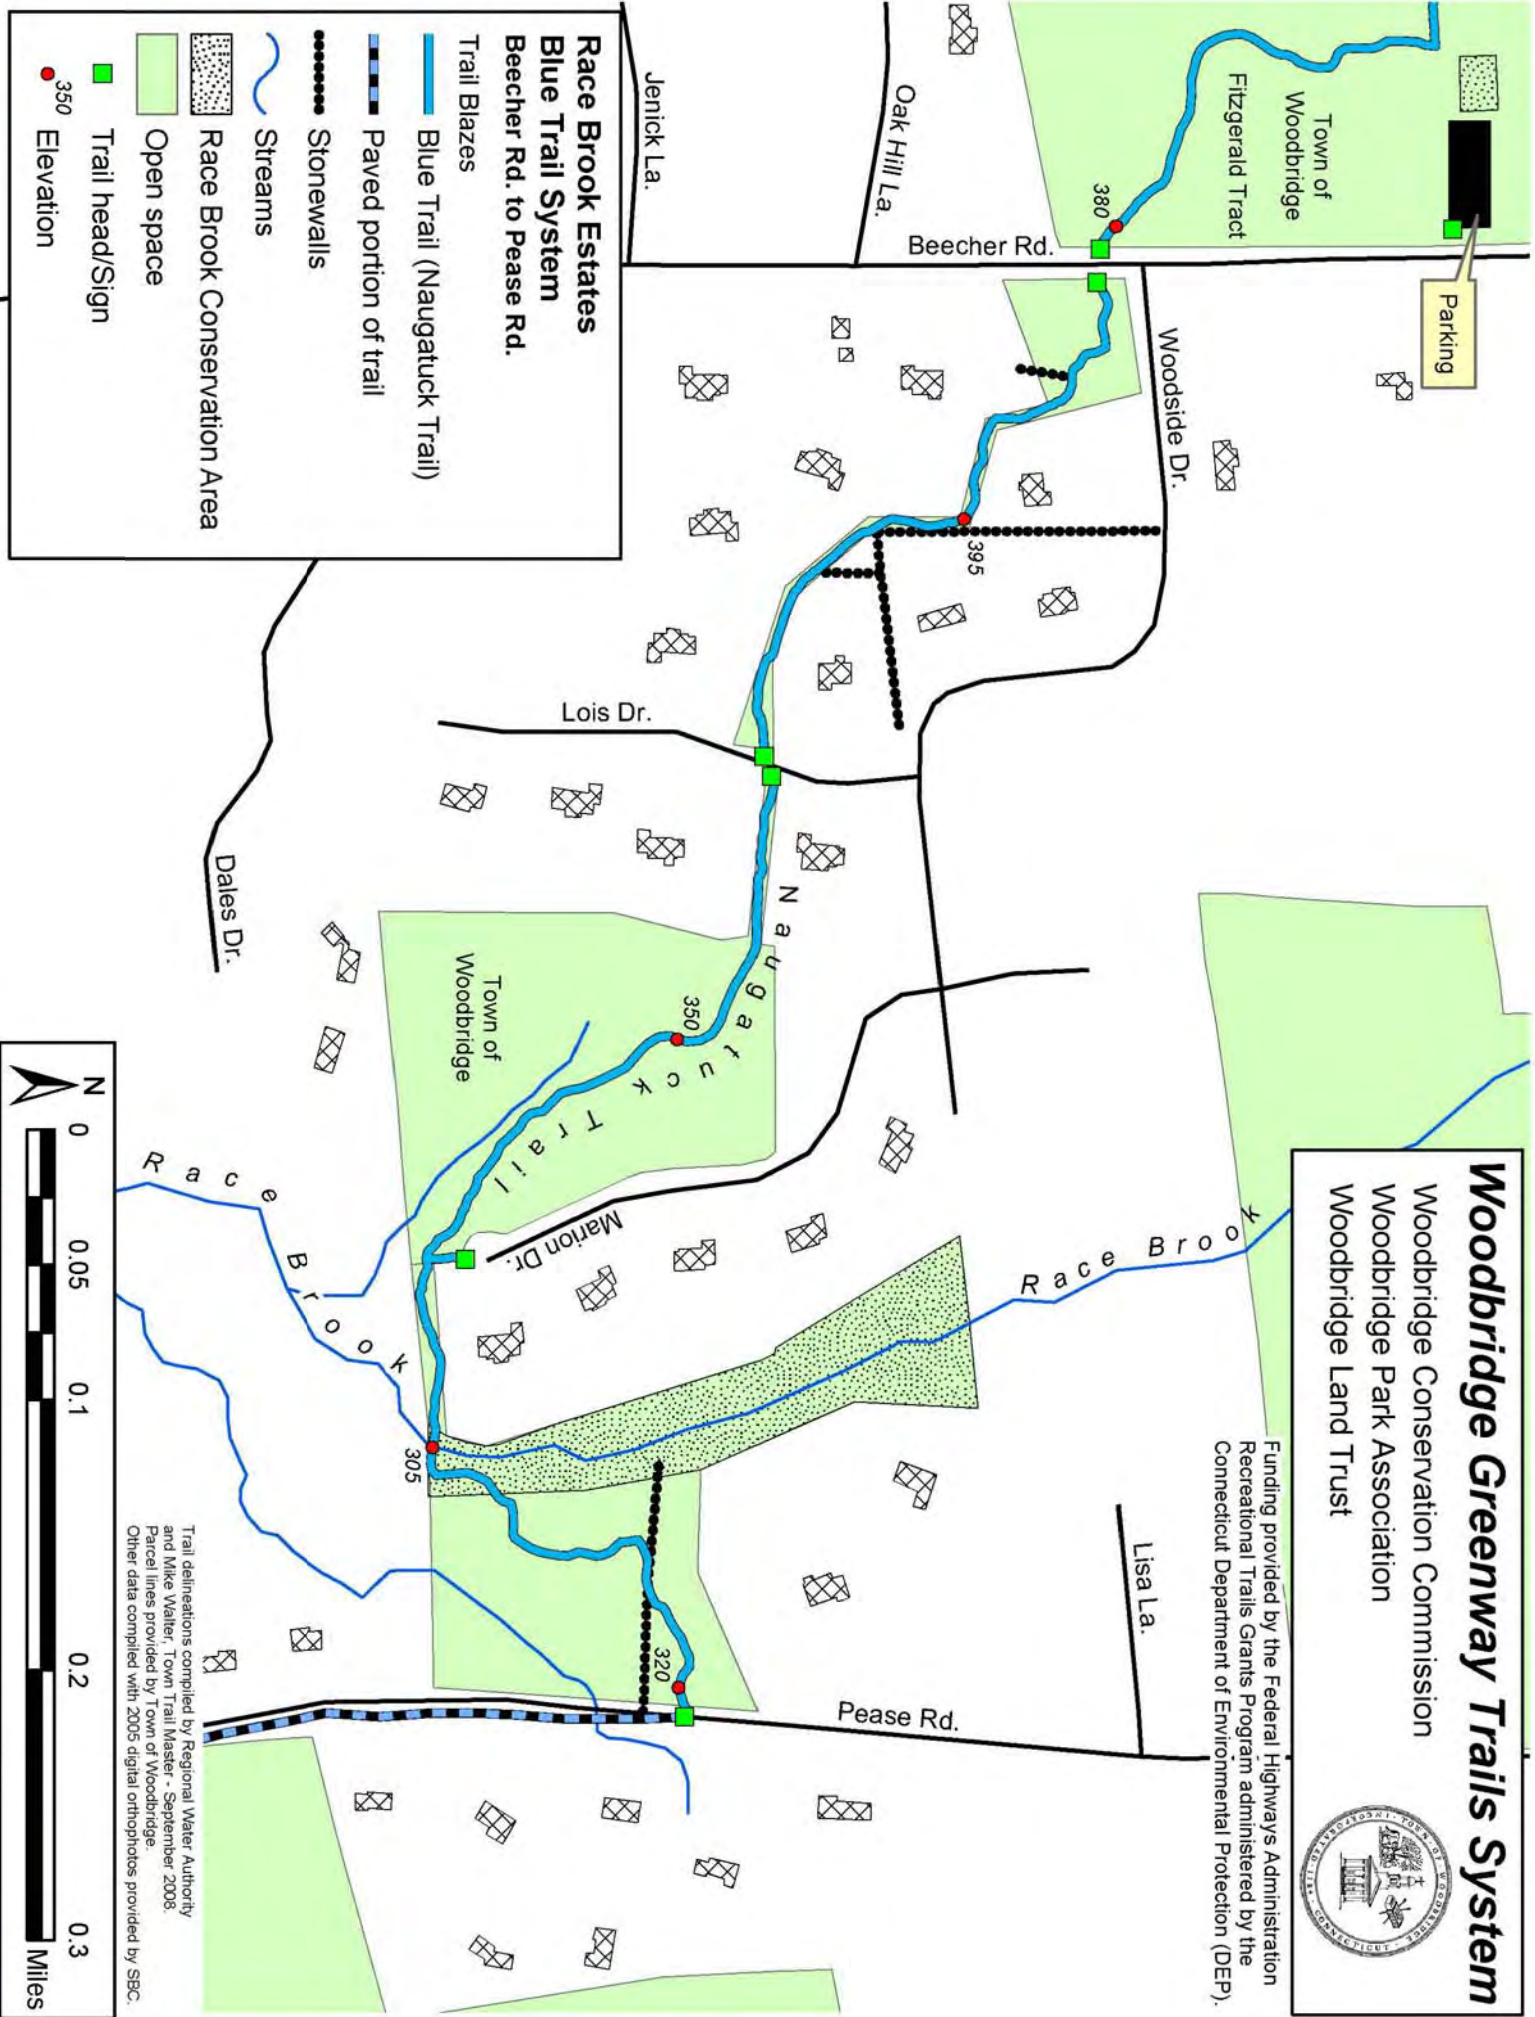 Woodbridge Greenway Trails System
Woodbridge Conservation Commission
Woodbridge Park Association
Woodbridge Land Trust
TOWN OF WOODBRIDGE
INCORPORATED 1784 CONNECTICUT
Funding provided by the Federal Highways Administration
Recreational Trails Grants Program administered by the
Connecticut Department of Environmental Protection (DEP).
Parking
Town of
Woodbridge
Fitzgerald Tract
380
Beecher Rd.
Oak Hill La.
Jenick La.
Woodside Dr.
395
Lois Dr.
Dales Dr.
Naugatuck Trail
350
Town of
Woodbridge
Marion Dr.
Race Brook
Race Brook
305
Lisa La.
320
Pease Rd.
Race Brook Estates
Blue Trail System
Beecher Rd. to Pease Rd.
Trail Blazes
Blue Trail (Naugatuck Trail)
Paved portion of trail
Stonewalls
Streams
Race Brook Conservation Area
Open space
Trail head/Sign
350
Elevation
Trail delineations compiled by Regional Water Authority
and Mike Walter, Town Trail Master - September 2008.
Parcel lines provided by Town of Woodbridge.
Other data compiled with 2005 digital orthophotos provided by SBC.
N
0 0.05 0.1 0.2 0.3
Miles